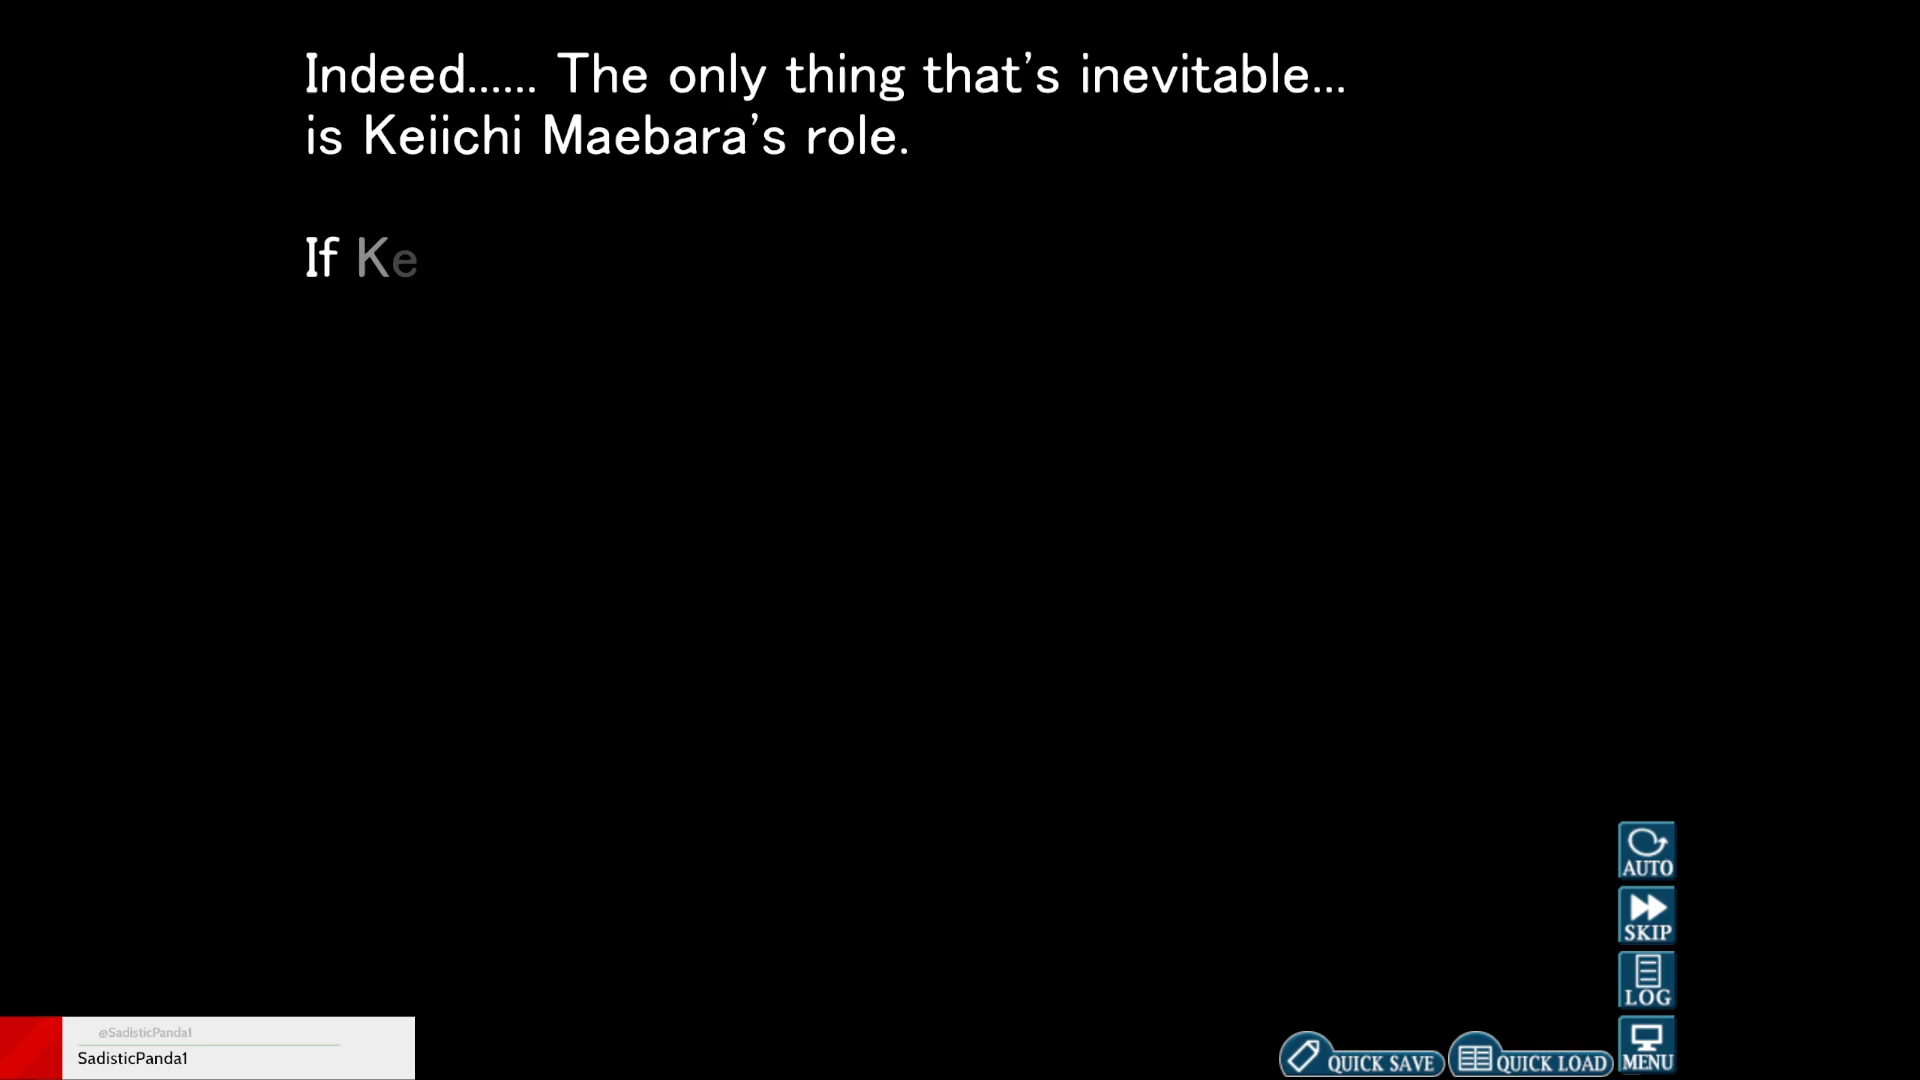 Indeed...... The only thing that's inevitable...
is Keiichi Maebara's role.
If Ke
AUTO
SKIP
LOG
MENU
QUICK SAVE
QUICK LOAD
@SadisticPanda1
SadisticPanda1